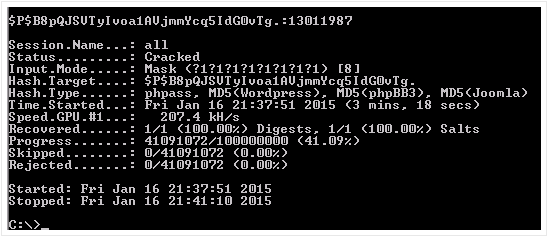 $P$B8pQJSVTyIvoa1AVjmmYcq5IdG0vTg.:13011987
Session.Name...: all
Status.........: Cracked
Input.Mode.....: Mask (?1?1?1?1?1?1?1?1) [8]
Hash.Target....: $P$B8pQJSVTyIvoa1AVjmmYcq5IdG0vTg.
Hash.Type......: phpass, MD5(Wordpress), MD5(phpBB3), MD5(Joomla)
Time.Started...: Fri Jan 16 21:37:51 2015 (3 mins, 18 secs)
Speed.GPU.#1...:   207.4 kH/s
Recovered......: 1/1 (100.00%) Digests, 1/1 (100.00%) Salts
Progress.......: 41091072/100000000 (41.09%)
Skipped........: 0/41091072 (0.00%)
Rejected.......: 0/41091072 (0.00%)
Started: Fri Jan 16 21:37:51 2015
Stopped: Fri Jan 16 21:41:10 2015
C:\>_